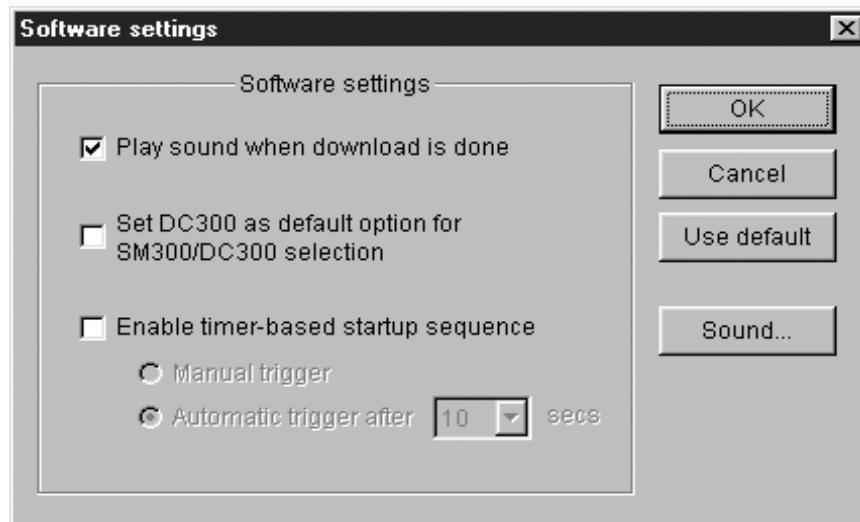 Software settings
Software settings
Play sound when download is done
Set DC300 as default option for
SM300/DC300 selection
Enable timer-based startup sequence
Manual trigger
Automatic trigger after 10 secs
OK
Cancel
Use default
Sound...